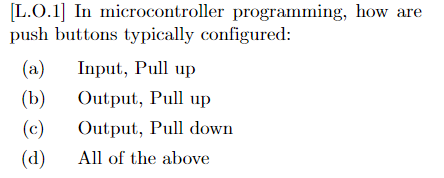 [L.O.1] In microcontroller programming, how are
push buttons typically configured:
(a) Input, Pull up
(b) Output, Pull up
(c) Output, Pull down
(d) All of the above